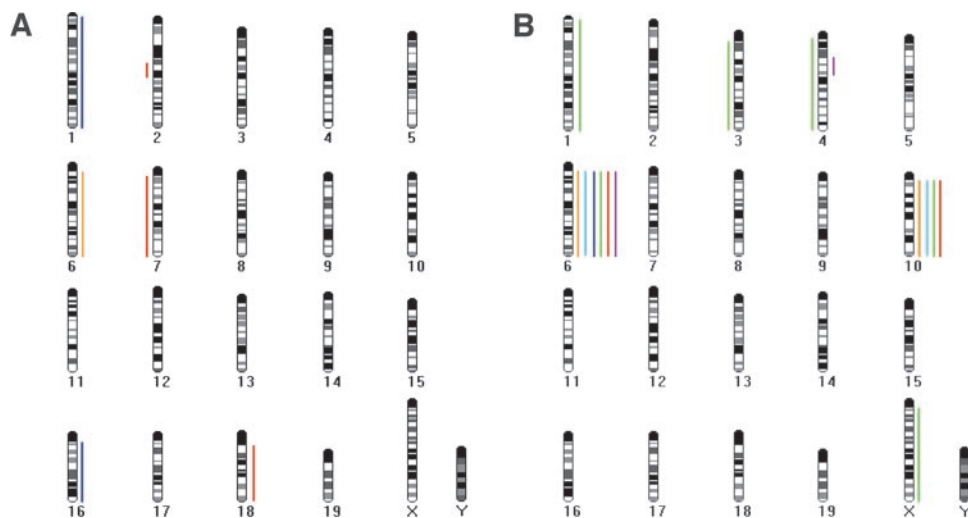 A B
1 2 3 4 5 1 2 3 4 5
6 7 8 9 10 6 7 8 9 10
11 12 13 14 15 11 12 13 14 15
16 17 18 19 X Y 16 17 18 19 X Y